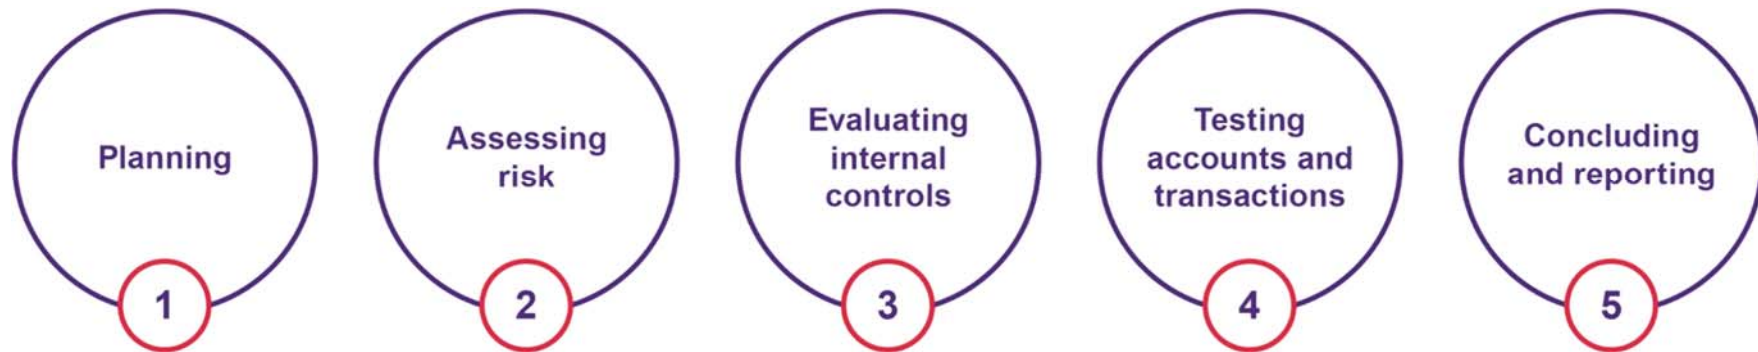 Planning
1
Assessing
risk
2
Evaluating
internal
controls
3
Testing
accounts and
transactions
4
Concluding
and reporting
5